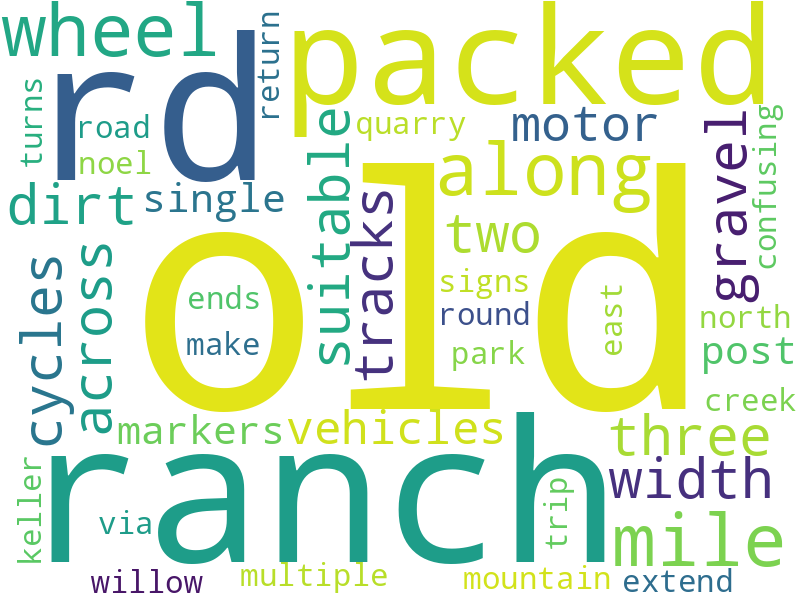 wheel
rd
return
packed
turns
road
noel
quarry
motor
gravel
confusing
dirt
single
suitable
along
tracks
two
cycles
across
old
ends
make
signs
round
park
east
north
post
creek
markers
vehicles
three
ranch
width
keller
via
trip
mile
willow
multiple
mountain
extend